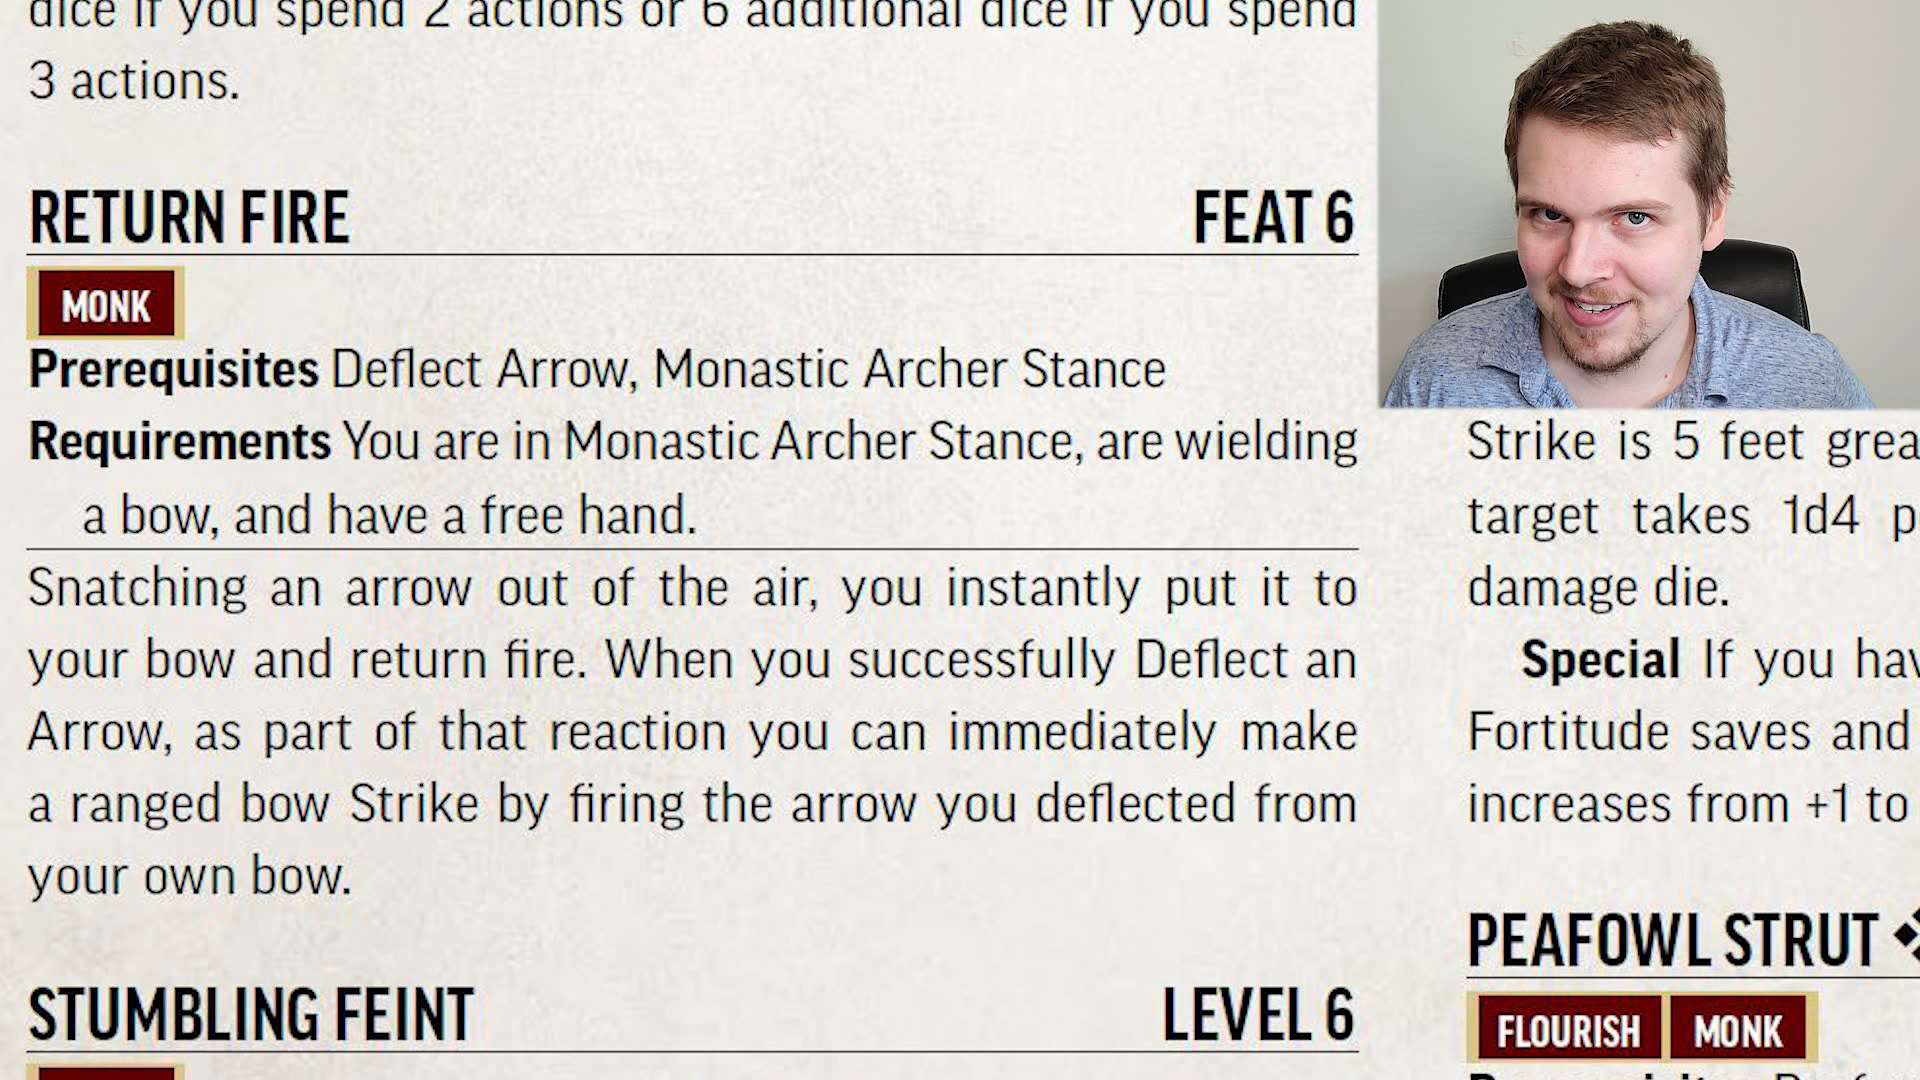 dice if you spend 2 actions or 6 additional dice if you spend
3 actions.
RETURN FIRE FEAT 6
MONK
Prerequisites Deflect Arrow, Monastic Archer Stance
Requirements You are in Monastic Archer Stance, are wielding
a bow, and have a free hand.
Snatching an arrow out of the air, you instantly put it to
your bow and return fire. When you successfully Deflect an
Arrow, as part of that reaction you can immediately make
a ranged bow Strike by firing the arrow you deflected from
your own bow.
STUMBLING FEINT LEVEL 6
Strike is 5 feet grea
target takes 1d4 p
damage die.
Special If you hav
Fortitude saves and
increases from +1 to
PEAFOWL STRUT
FLOURISH MONK